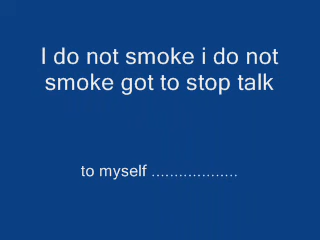 I do not smoke i do not
smoke got to stop talk
to myself ...................